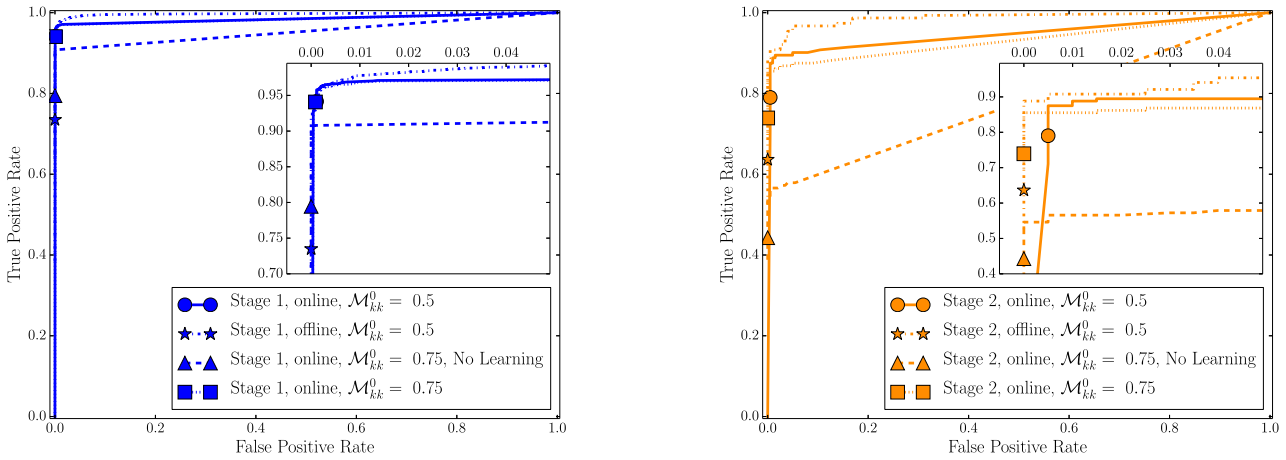 1.0
0.8
0.6
0.4
0.2
0.0
True Positive Rate
0.0 0.2 0.4 0.6 0.8 1.0
False Positive Rate
0.00 0.01 0.02 0.03 0.04
0.95
0.90
0.85
0.80
0.75
0.70
Stage 1, online, 𝓜⁰ₖₖ = 0.5
Stage 1, offline, 𝓜⁰ₖₖ = 0.5
Stage 1, online, 𝓜⁰ₖₖ = 0.75, No Learning
Stage 1, online, 𝓜⁰ₖₖ = 0.75
1.0
0.8
0.6
0.4
0.2
0.0
True Positive Rate
0.0 0.2 0.4 0.6 0.8 1.0
False Positive Rate
0.00 0.01 0.02 0.03 0.04
0.9
0.8
0.7
0.6
0.5
0.4
Stage 2, online, 𝓜⁰ₖₖ = 0.5
Stage 2, offline, 𝓜⁰ₖₖ = 0.5
Stage 2, online, 𝓜⁰ₖₖ = 0.75, No Learning
Stage 2, online, 𝓜⁰ₖₖ = 0.75